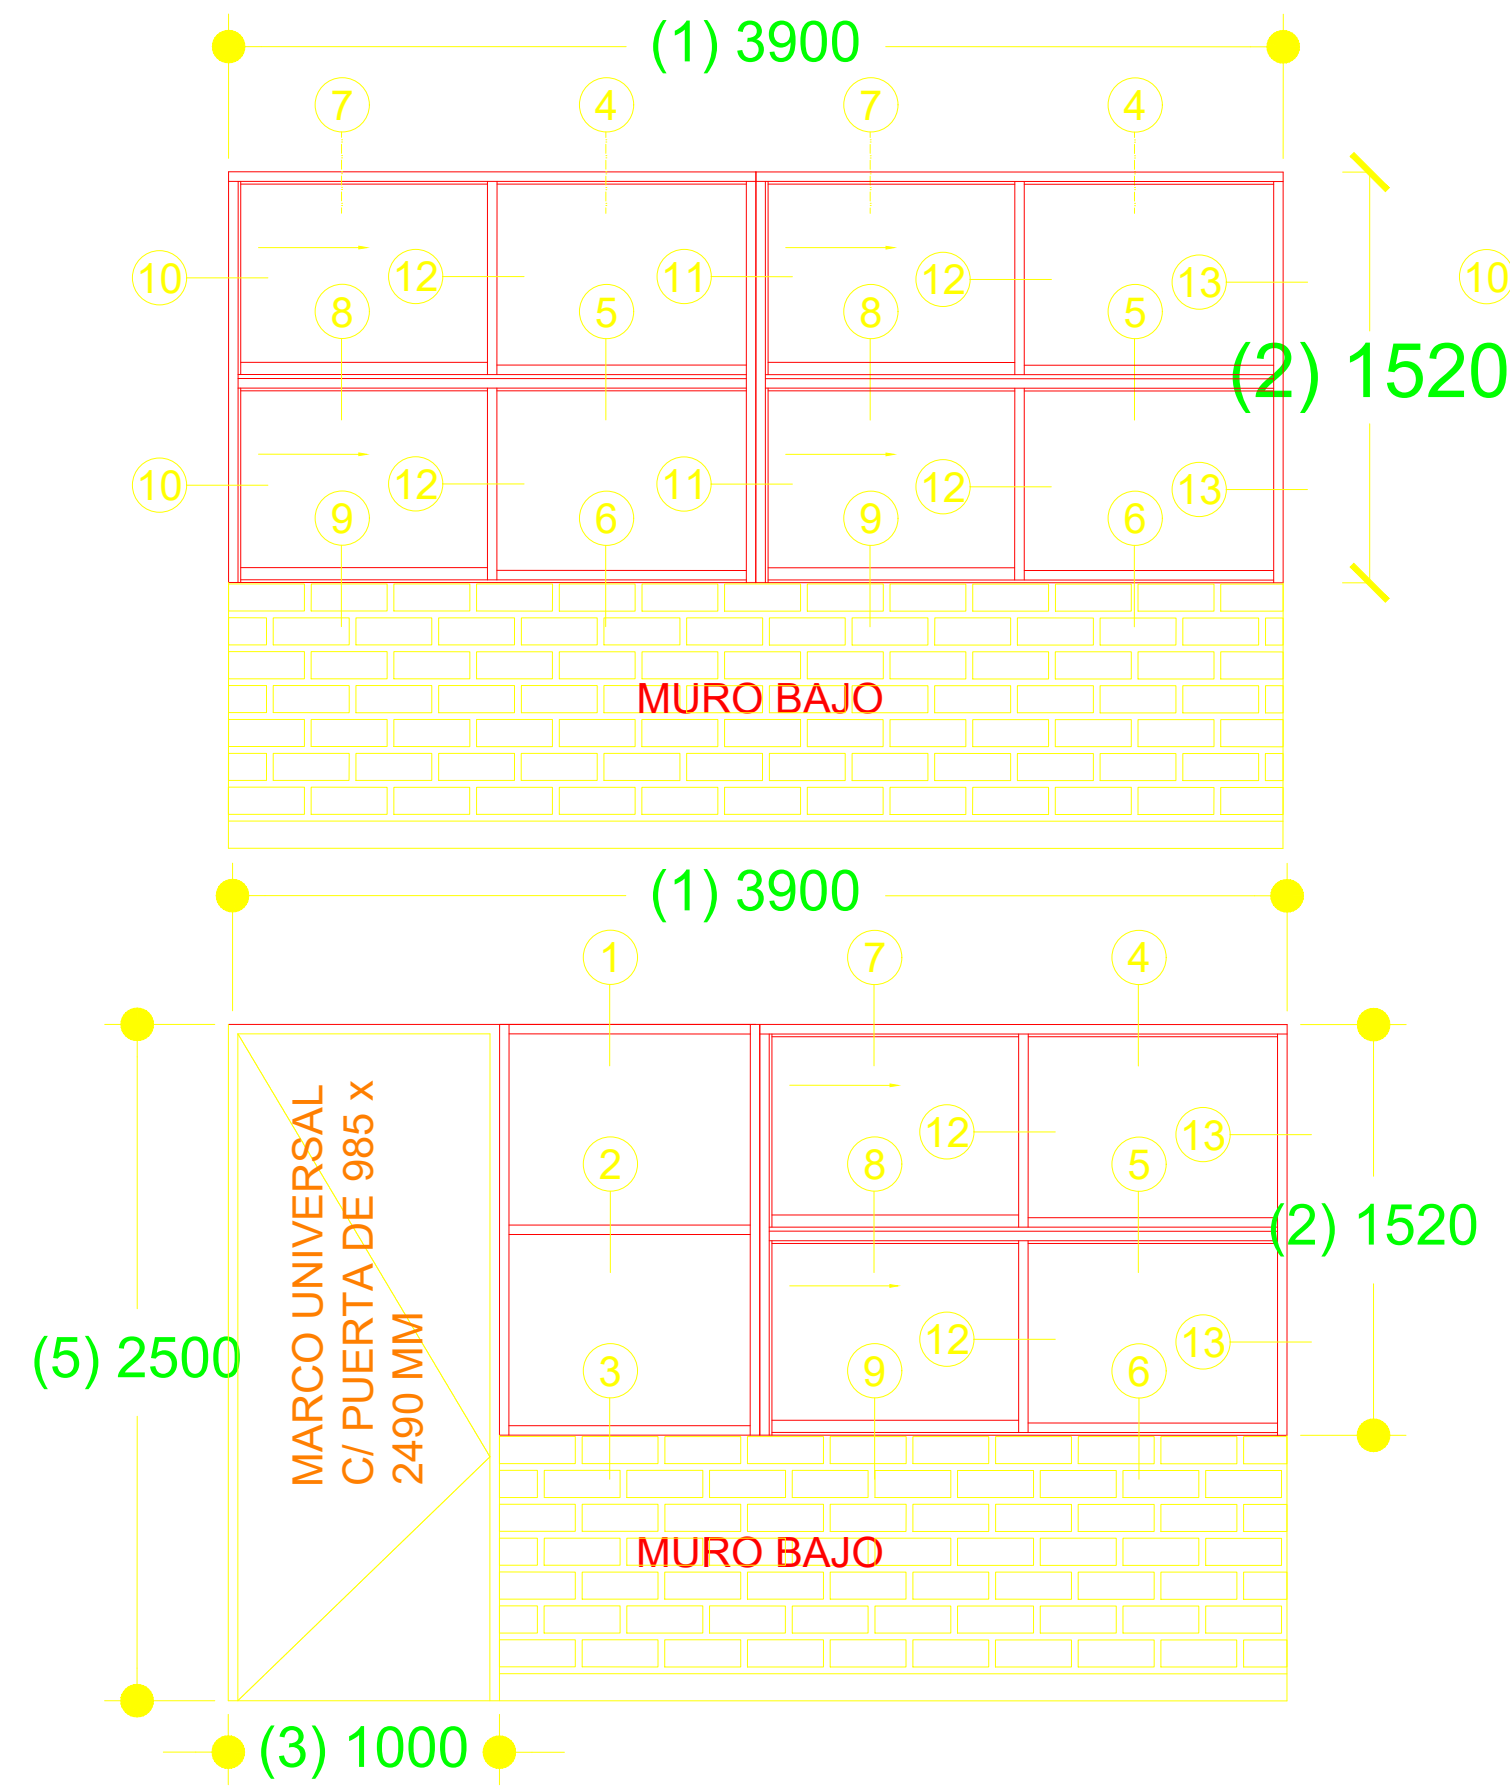 (1) 3900
7 4 7 4
10 12 11 12 13 10
8 5 8 5
(2) 1520
10 12 11 12 13
9 6 9 6
MURO BAJO
(1) 3900
1 7 4
12 13
2 8 5
(2) 1520
12 13
3 9 6
(5) 2500
MARCO UNIVERSAL
C/ PUERTA DE 985 x
2490 MM
MURO BAJO
(3) 1000